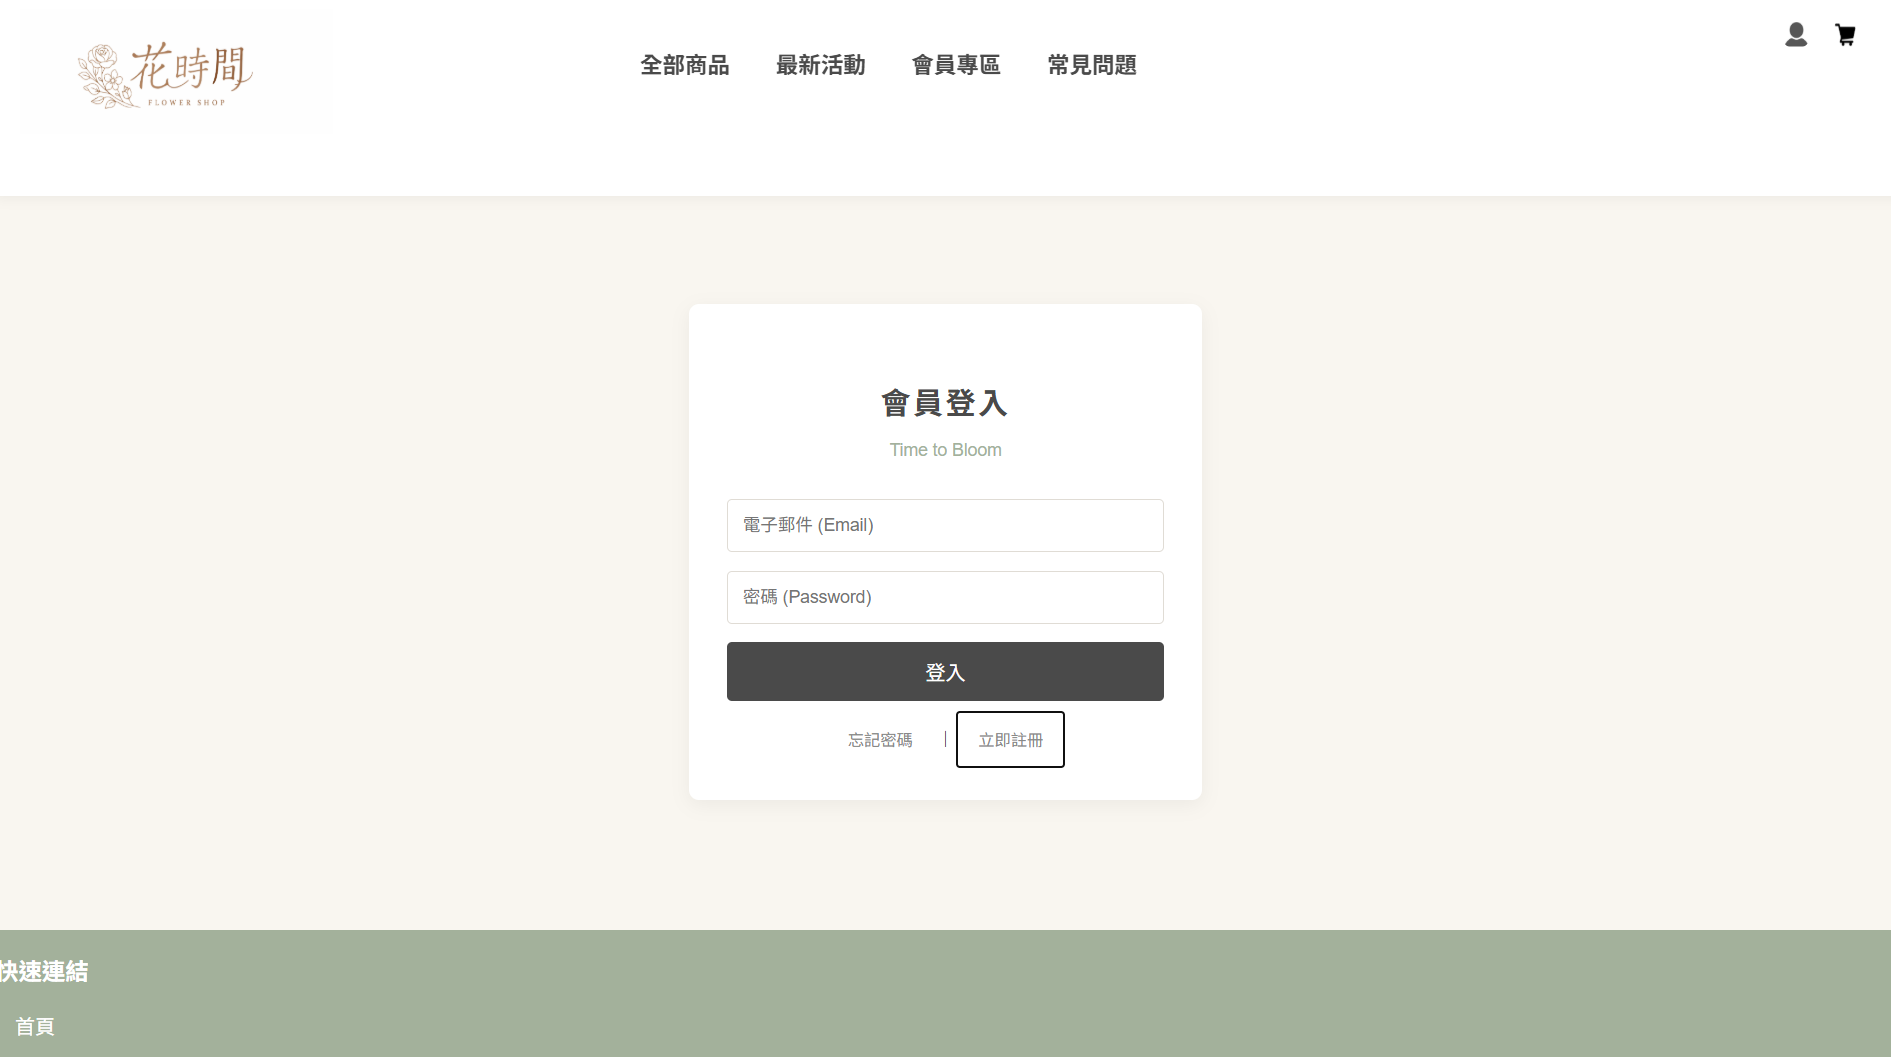 花時間
FLOWER SHOP
全部商品 最新活動 會員專區 常見問題
會員登入
Time to Bloom
電子郵件 (Email)
密碼 (Password)
登入
忘記密碼 | 立即註冊
快速連結
首頁